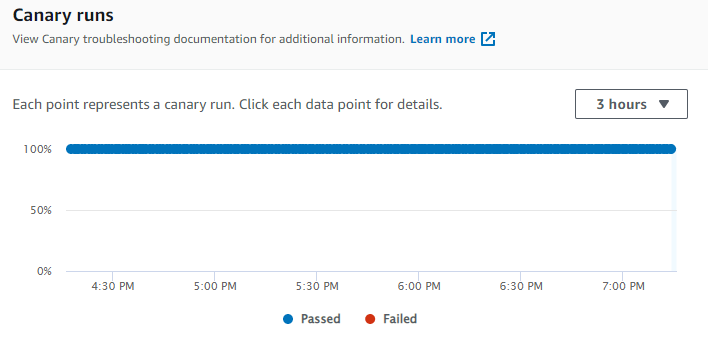 Canary runs
View Canary troubleshooting documentation for additional information. Learn more
Each point represents a canary run. Click each data point for details.
3 hours
100%
50%
0%
4:30 PM 5:00 PM 5:30 PM 6:00 PM 6:30 PM 7:00 PM
Passed Failed